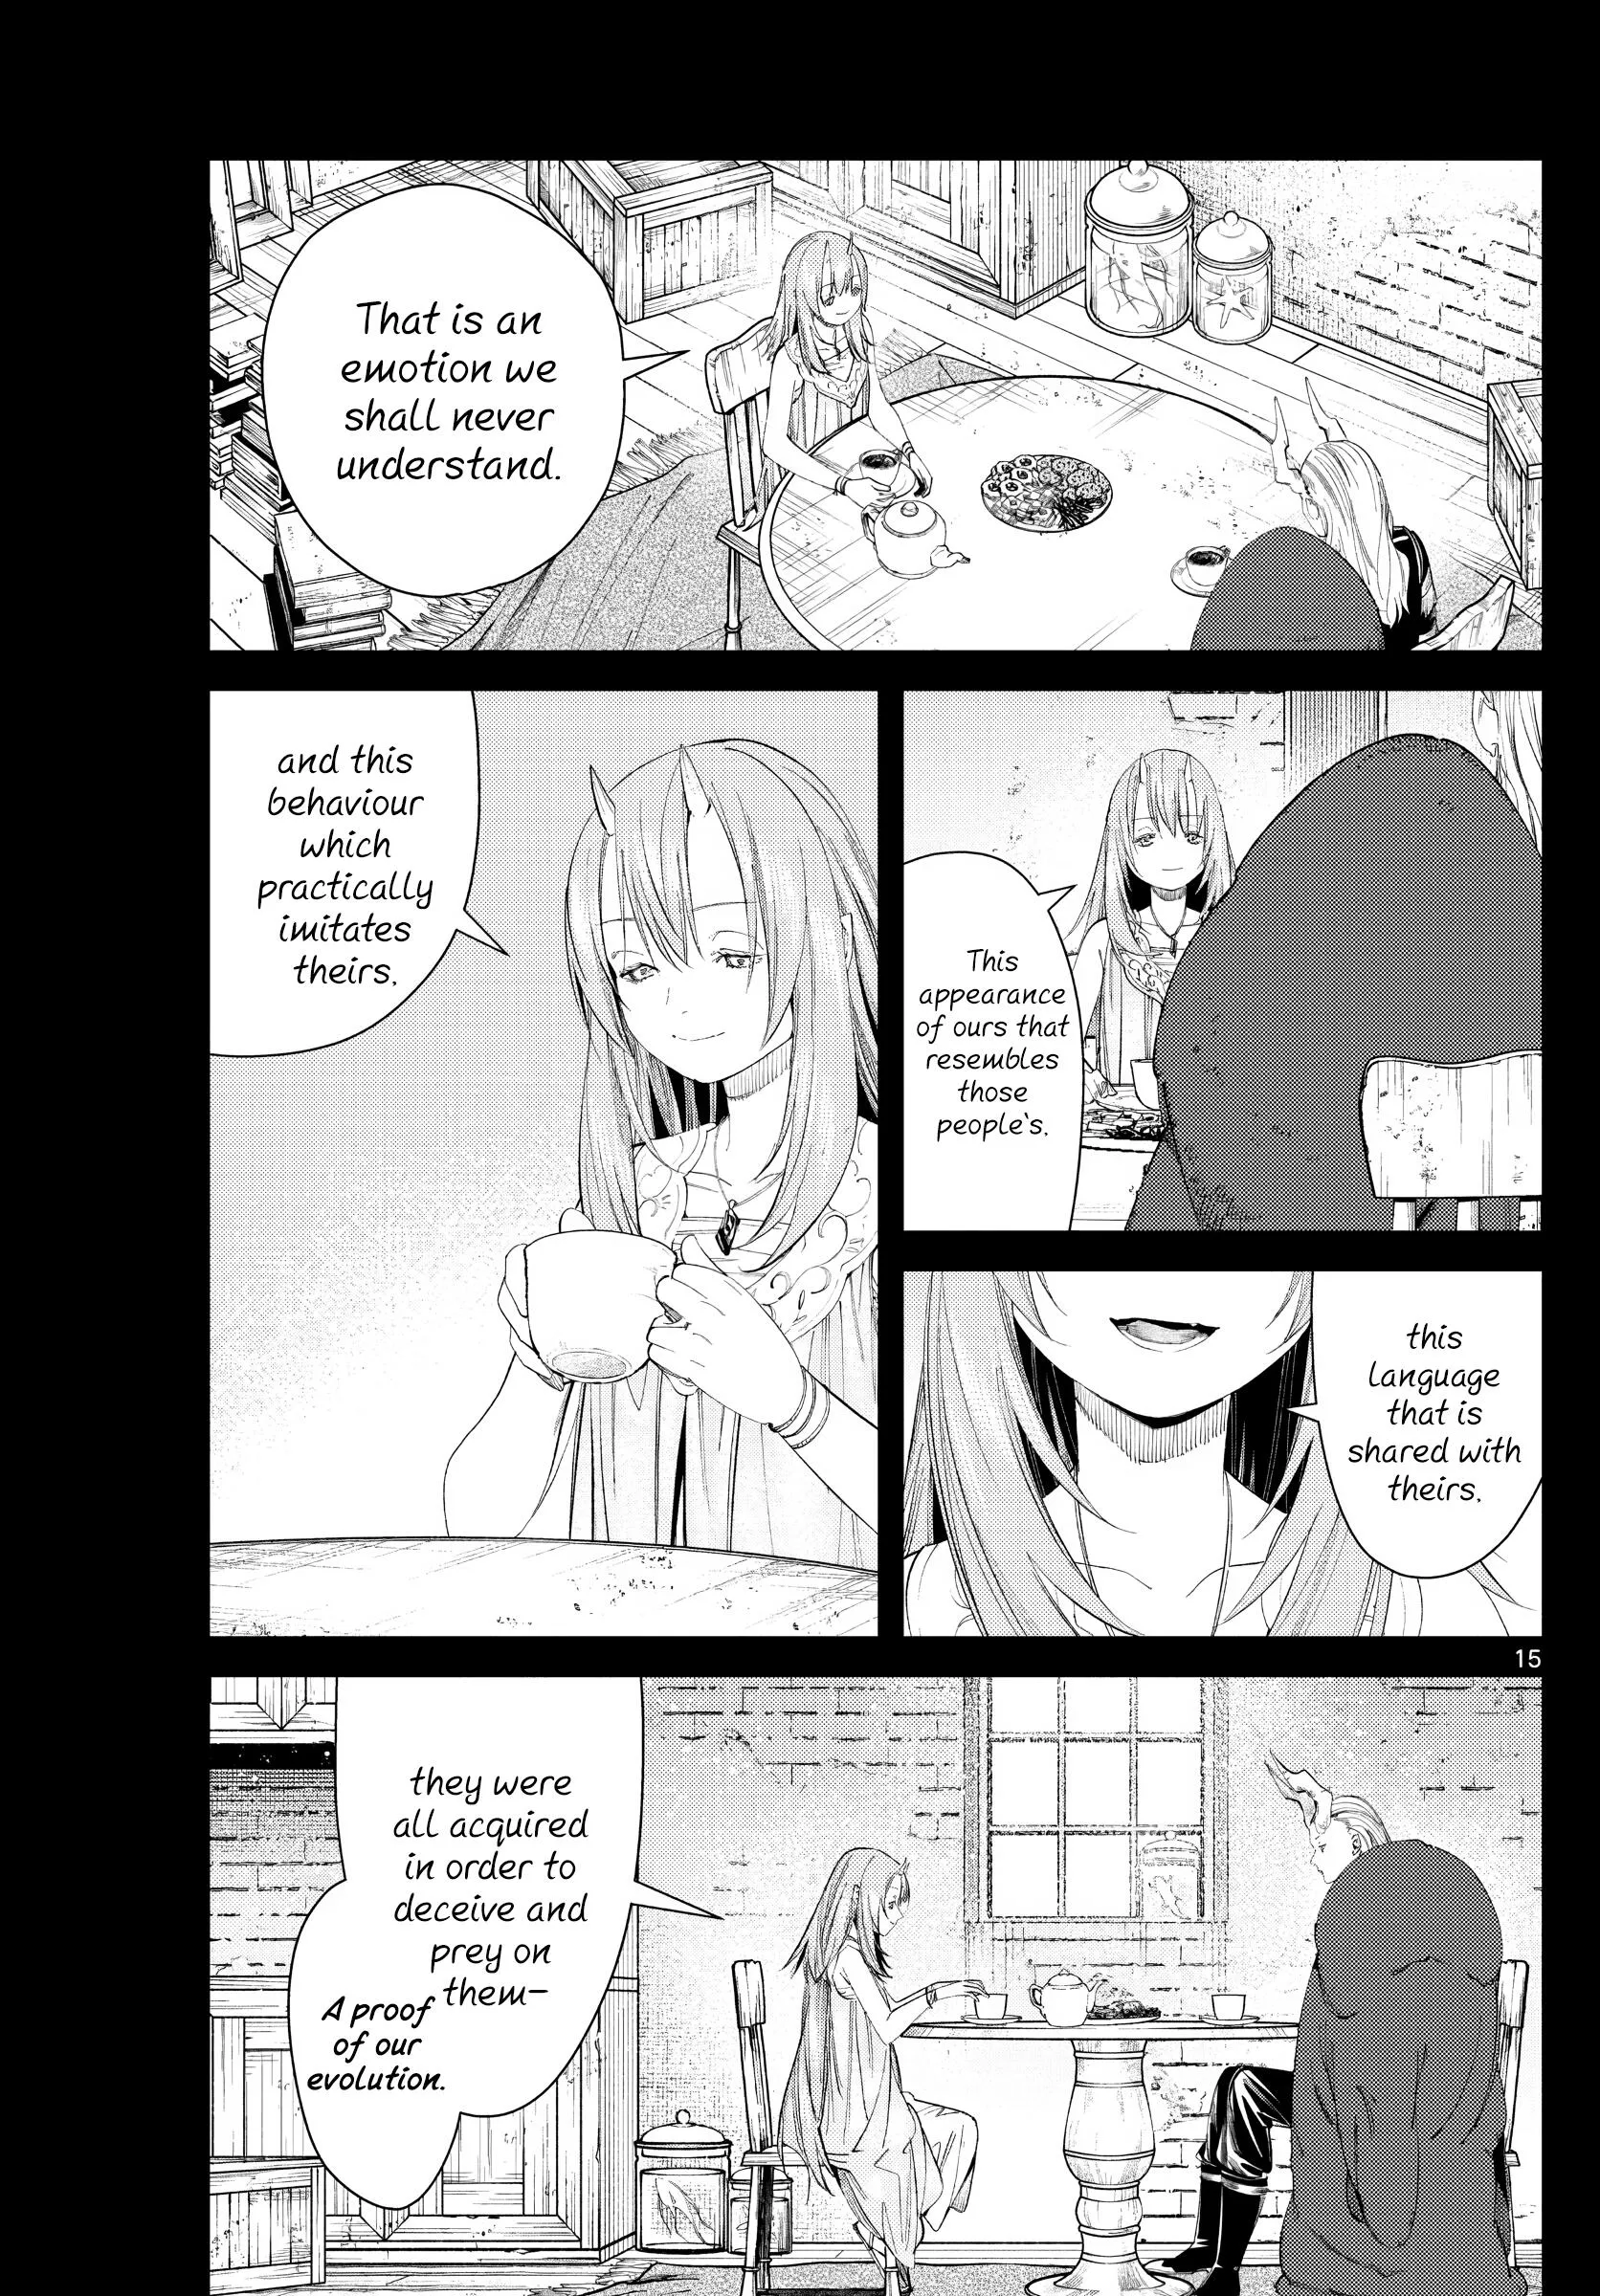 That is an
emotion we
shall never
understand.
This
appearance
of ours that
resembles
those
people's,
this
language
that is
shared with
theirs,
and this
behaviour
which
practically
imitates
theirs,
they were
all acquired
in order to
deceive and
prey on
them—
A proof
of our
evolution.
15